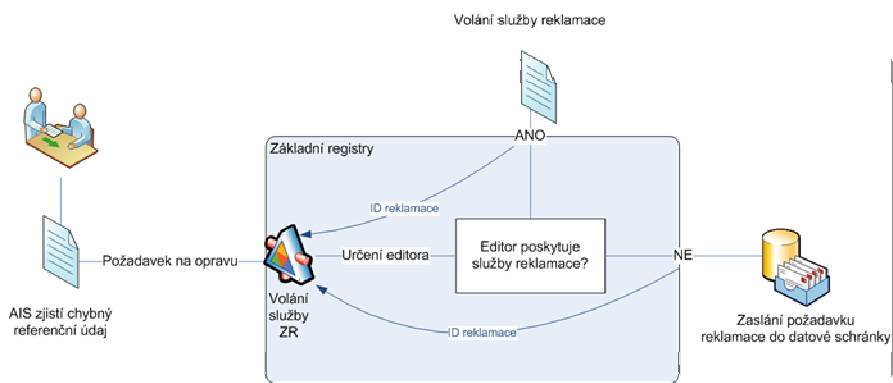 Volání služby reklamace
ANO
Základní registry
ID reklamace
Požadavek na opravu
Určení editora
Editor poskytuje
služby reklamace?
NE
Volání
služby
ZR
ID reklamace
AIS zjistí chybný
referenční údaj
Zaslání požadavku
reklamace do datové schránky